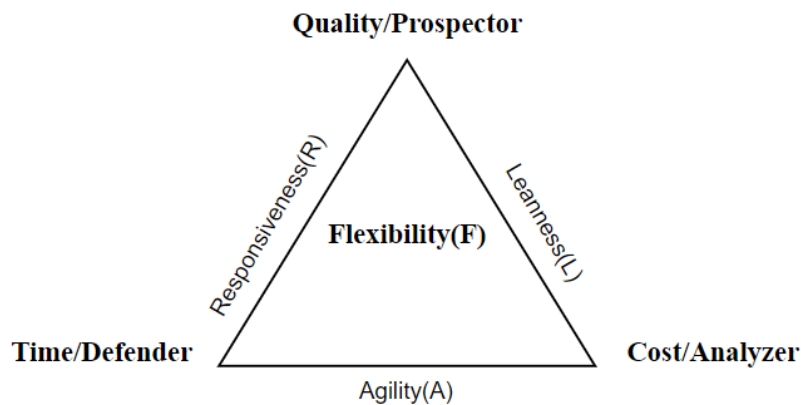 Quality/Prospector
Responsiveness(R)
Leanness(L)
Flexibility(F)
Time/Defender
Cost/Analyzer
Agility(A)